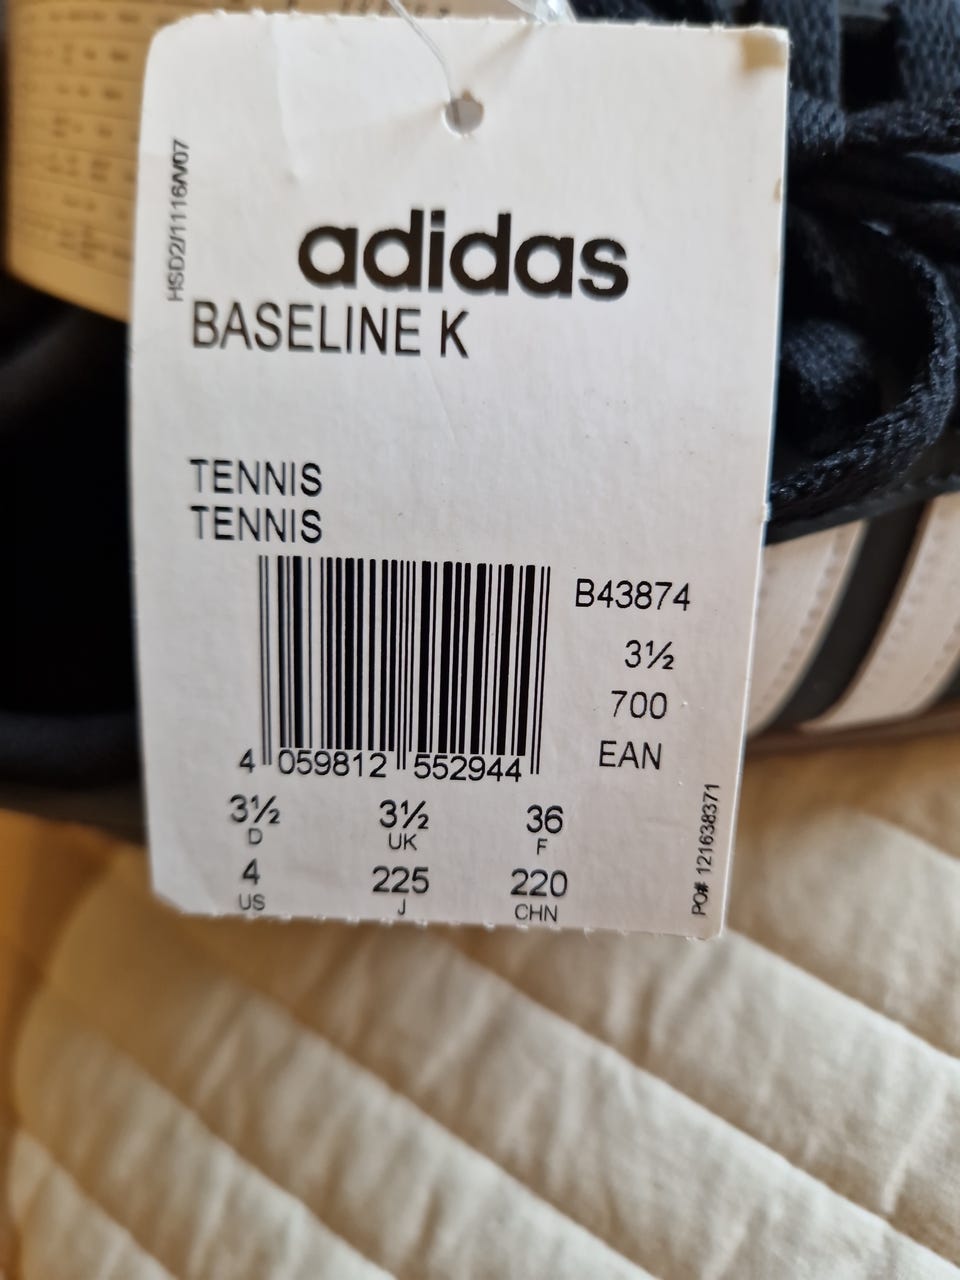 HSD2/1116/V/07
adidas
BASELINE K
TENNIS
TENNIS
B43874
3½
700
EAN
4 059812 552944
3½ 3½ 36
D UK F
4 225 220
US J CHN
PO# 121638371